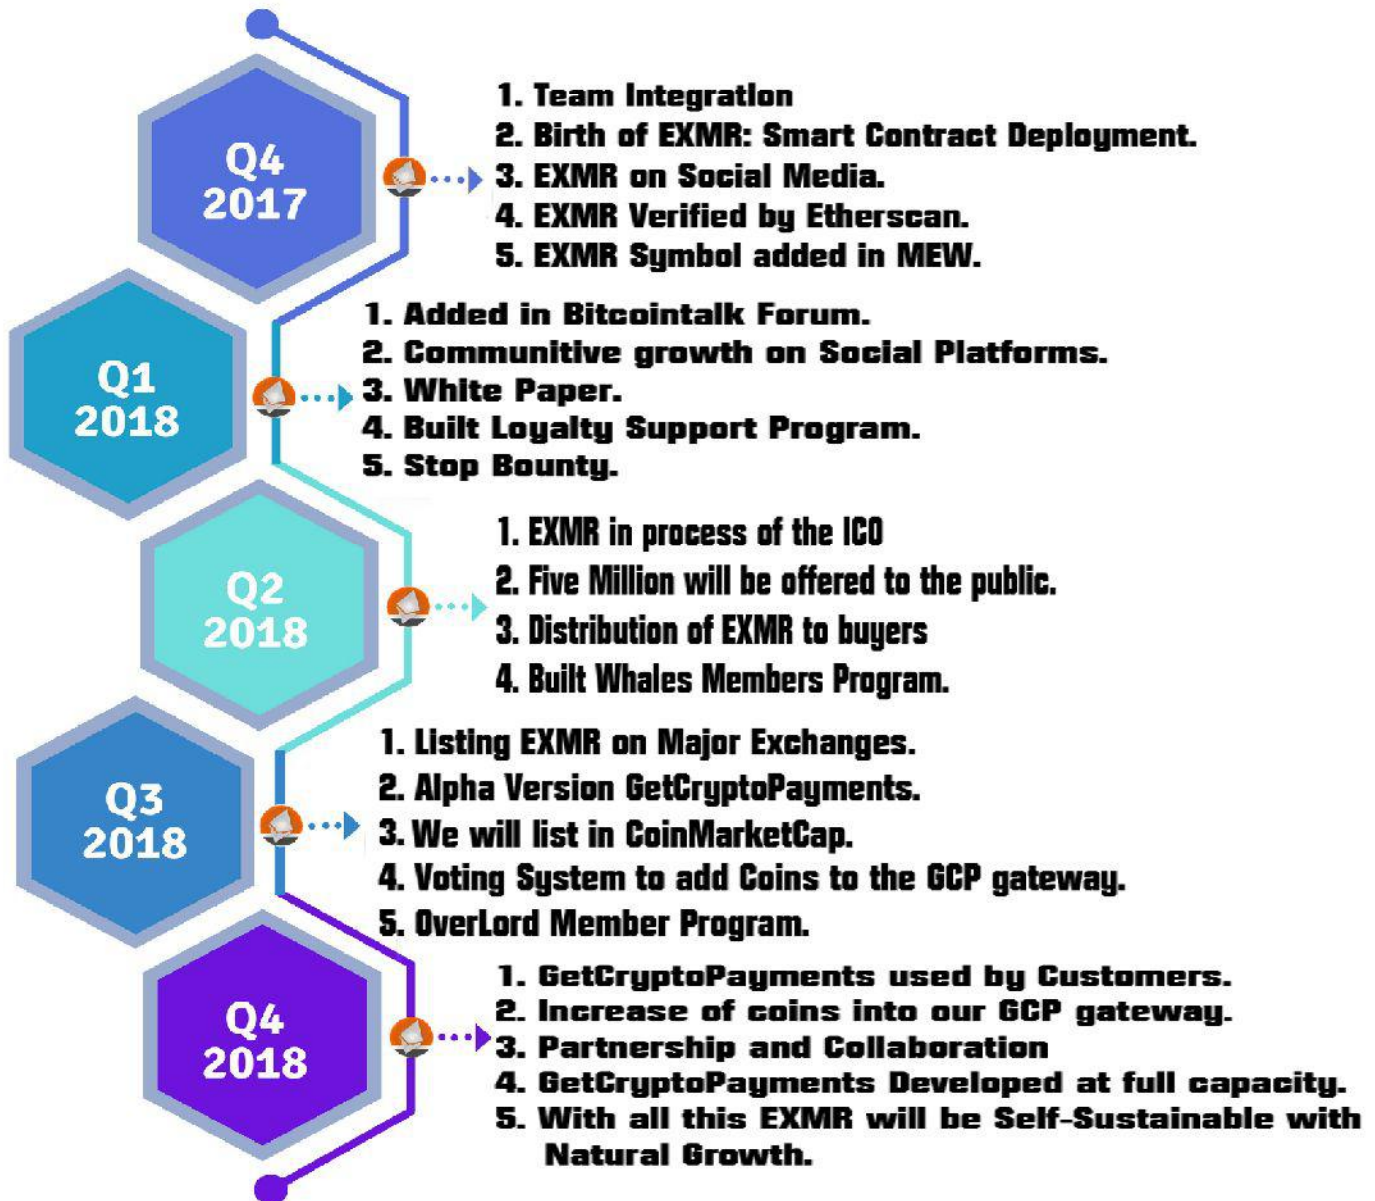 Q4
2017
1. Team Integration
2. Birth of EXMR: Smart Contract Deployment.
3. EXMR on Social Media.
4. EXMR Verified by Etherscan.
5. EXMR Symbol added in MEW.
Q1
2018
1. Added in Bitcointalk Forum.
2. Communitive growth on Social Platforms.
3. White Paper.
4. Built Loyalty Support Program.
5. Stop Bounty.
Q2
2018
1. EXMR in process of the ICO
2. Five Million will be offered to the public.
3. Distribution of EXMR to buyers
4. Built Whales Members Program.
Q3
2018
1. Listing EXMR on Major Exchanges.
2. Alpha Version GetCryptoPayments.
3. We will list in CoinMarketCap.
4. Voting System to add Coins to the GCP gateway.
5. OverLord Member Program.
Q4
2018
1. GetCryptoPayments used by Customers.
2. Increase of coins into our GCP gateway.
3. Partnership and Collaboration
4. GetCryptoPayments Developed at full capacity.
5. With all this EXMR will be Self-Sustainable with
Natural Growth.